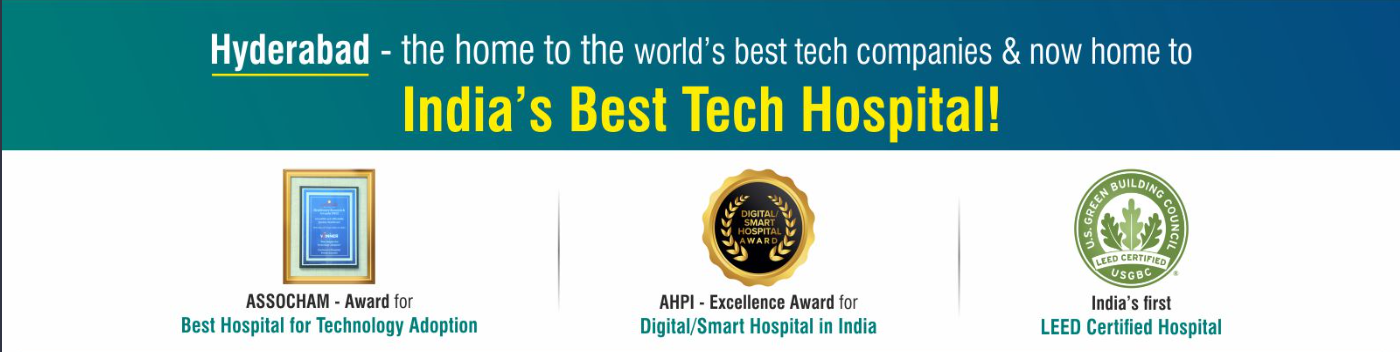 Hyderabad - the home to the world's best tech companies & now home to
India's Best Tech Hospital!
WINNER
ASSOCHAM - Award for
Best Hospital for Technology Adoption
DIGITAL/
SMART
HOSPITAL
AWARD
AHPI - Excellence Award for
Digital/Smart Hospital in India
U.S. GREEN BUILDING COUNCIL
LEED CERTIFIED
USGBC
®
India's first
LEED Certified Hospital